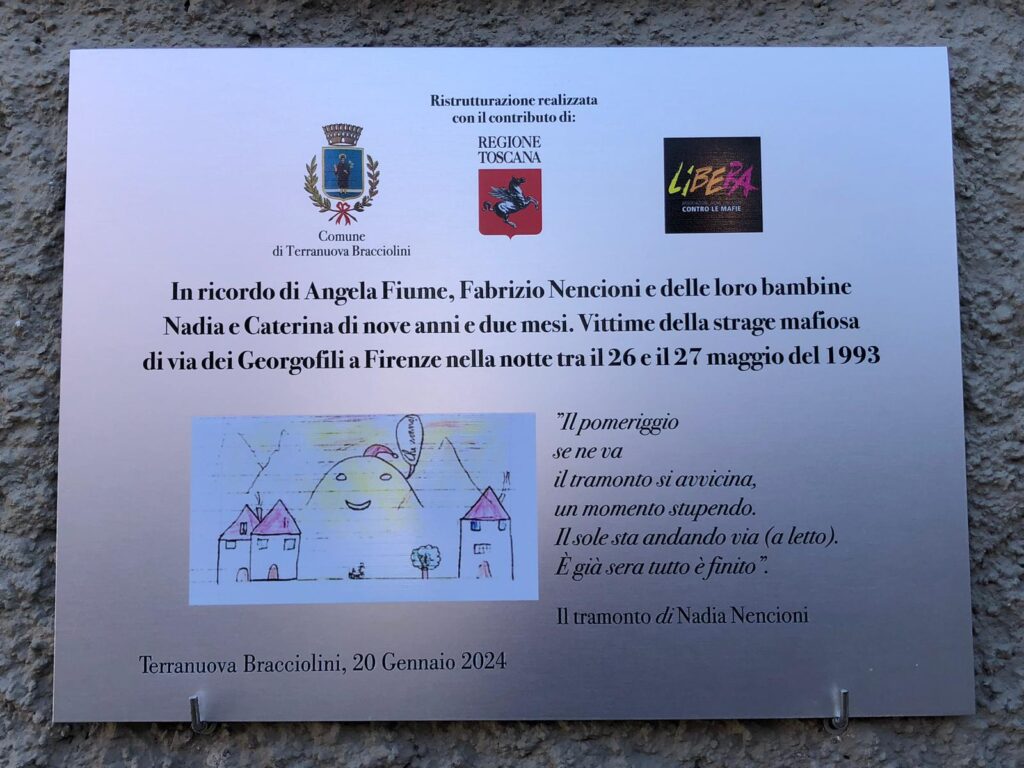 Ristrutturazione realizzata
con il contributo di:
Comune
di Terranuova Bracciolini
REGIONE
TOSCANA
LiBERA
CONTRO LE MAFIE
In ricordo di Angela Fiume, Fabrizio Nencioni e delle loro bambine
Nadia e Caterina di nove anni e due mesi. Vittime della strage mafiosa
di via dei Georgofili a Firenze nella notte tra il 26 e il 27 maggio del 1993
"Il pomeriggio
se ne va
il tramonto si avvicina,
un momento stupendo.
Il sole sta andando via (a letto).
È già sera tutto è finito".
Il tramonto di Nadia Nencioni
Terranuova Bracciolini, 20 Gennaio 2024